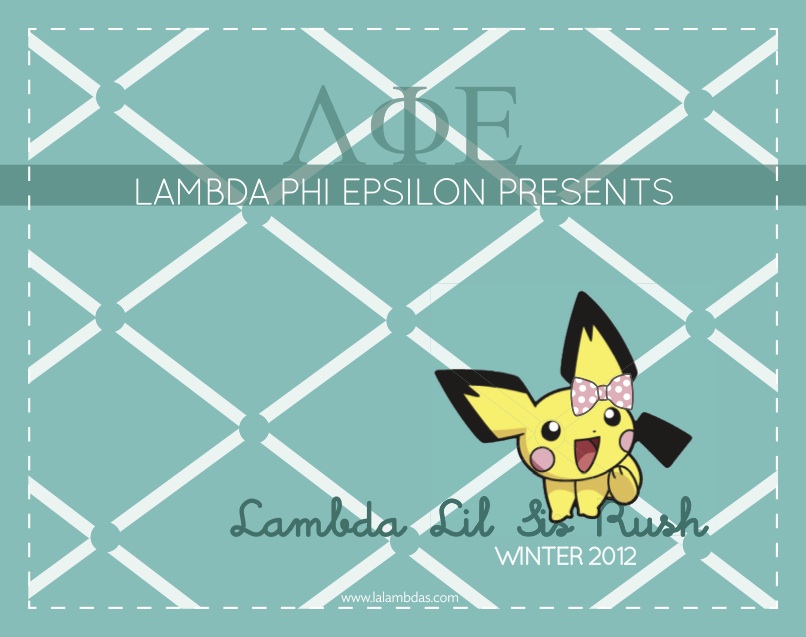 ΛΦΕ
LAMBDA PHI EPSILON PRESENTS
Lambda Lil Sis Rush
WINTER 2012
www.lalambdas.com